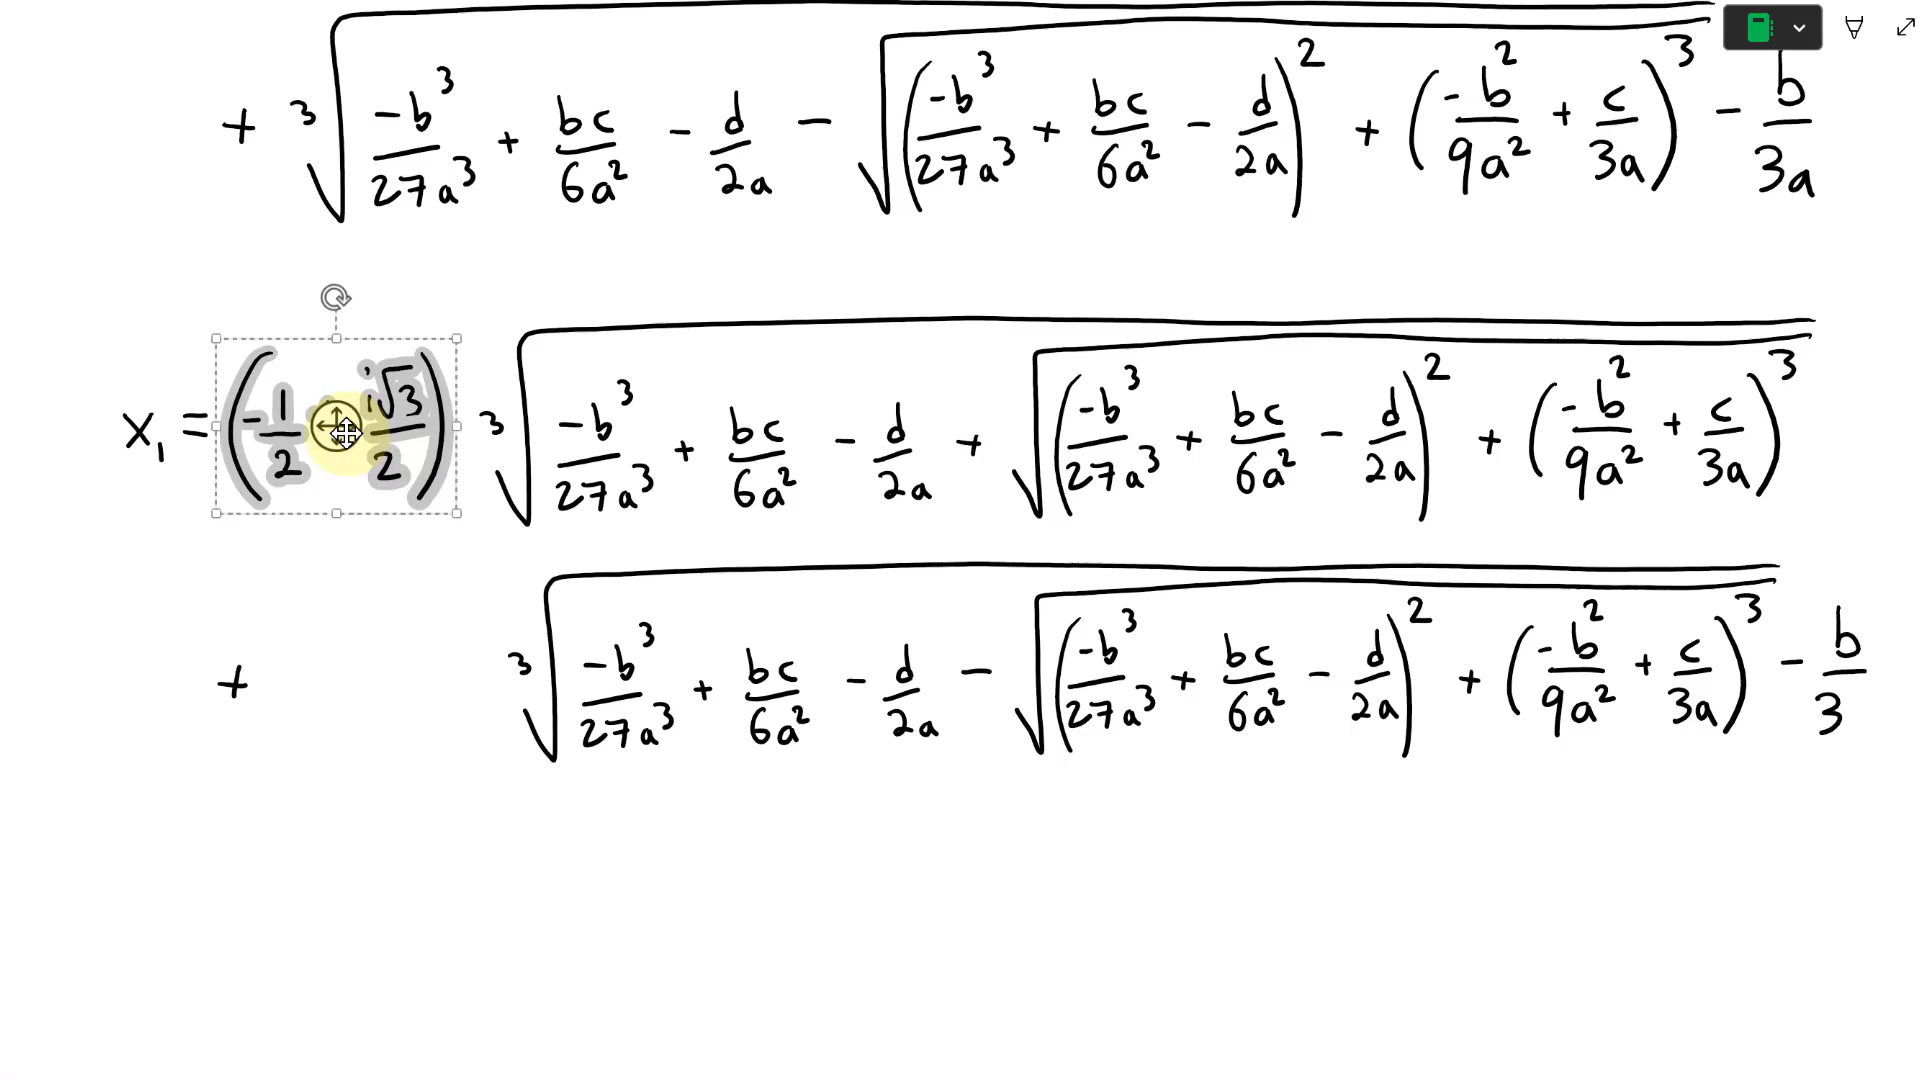 + ∛(-b³/27a³ + bc/6a² - d/2a - √((-b³/27a³ + bc/6a² - d/2a)² + (-b²/9a² + c/3a)³)) - b/3a
x₁ = (-1/2 i√3/2) ∛(-b³/27a³ + bc/6a² - d/2a + √((-b³/27a³ + bc/6a² - d/2a)² + (-b²/9a² + c/3a)³))
+ ∛(-b³/27a³ + bc/6a² - d/2a - √((-b³/27a³ + bc/6a² - d/2a)² + (-b²/9a² + c/3a)³)) - b/3